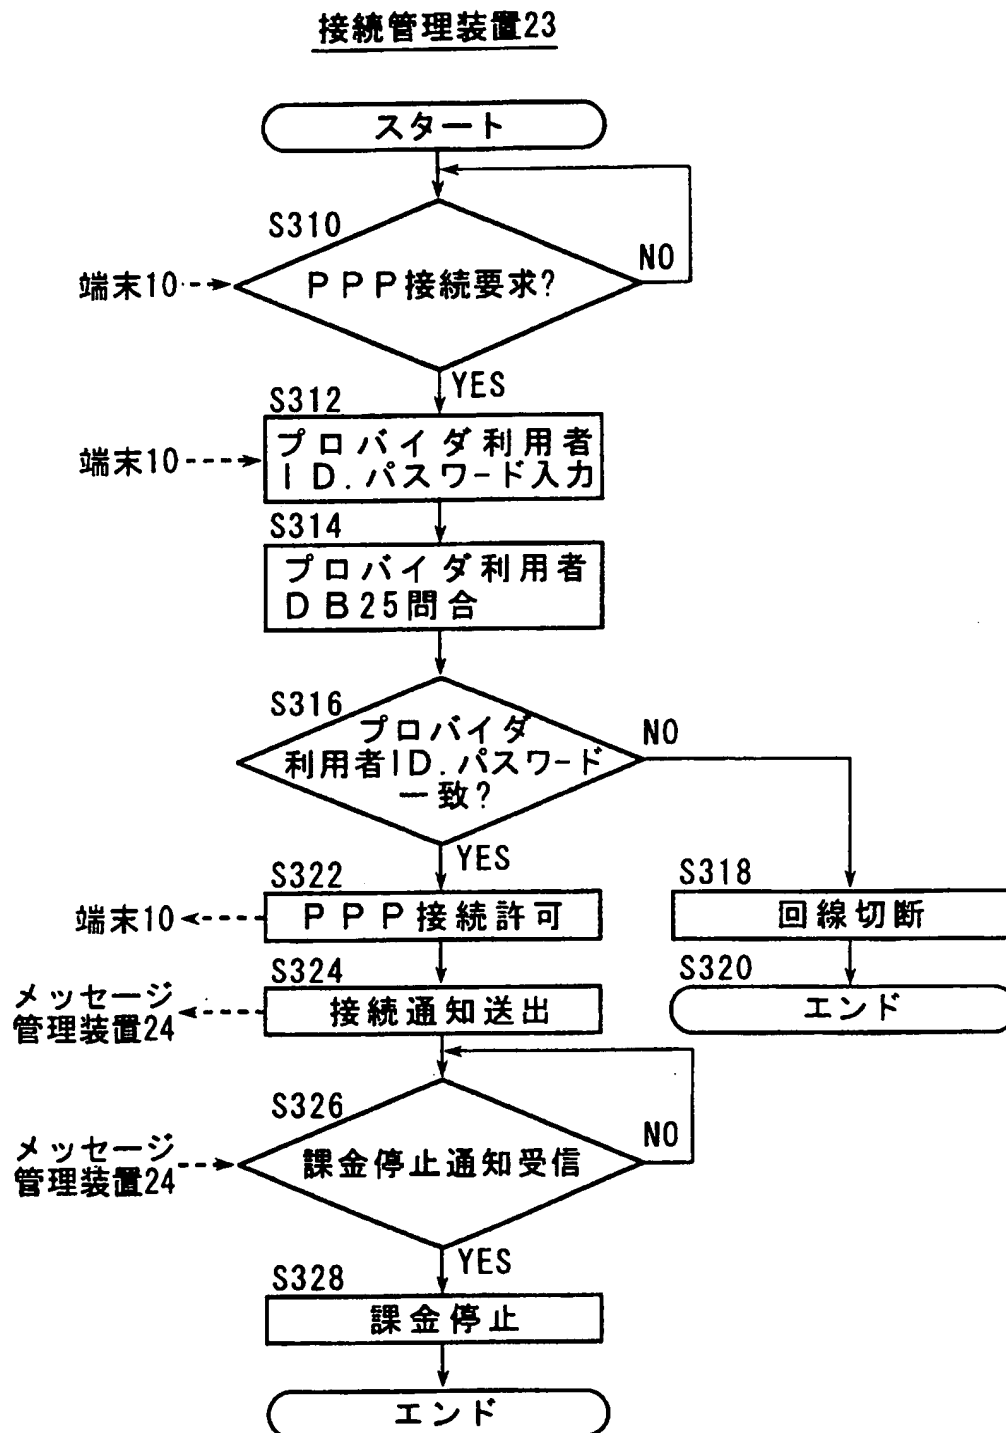 接続管理装置23
スタート
S310
端末10
PPP接続要求?
NO
YES
S312
端末10
プロバイダ利用者
ID.パスワード入力
S314
プロバイダ利用者
DB25問合
S316
プロバイダ
利用者ID.パスワード
一致?
NO
YES
S322
端末10
PPP接続許可
S318
回線切断
S324
メッセージ
管理装置24
接続通知送出
S320
エンド
S326
メッセージ
管理装置24
課金停止通知受信
NO
YES
S328
課金停止
エンド